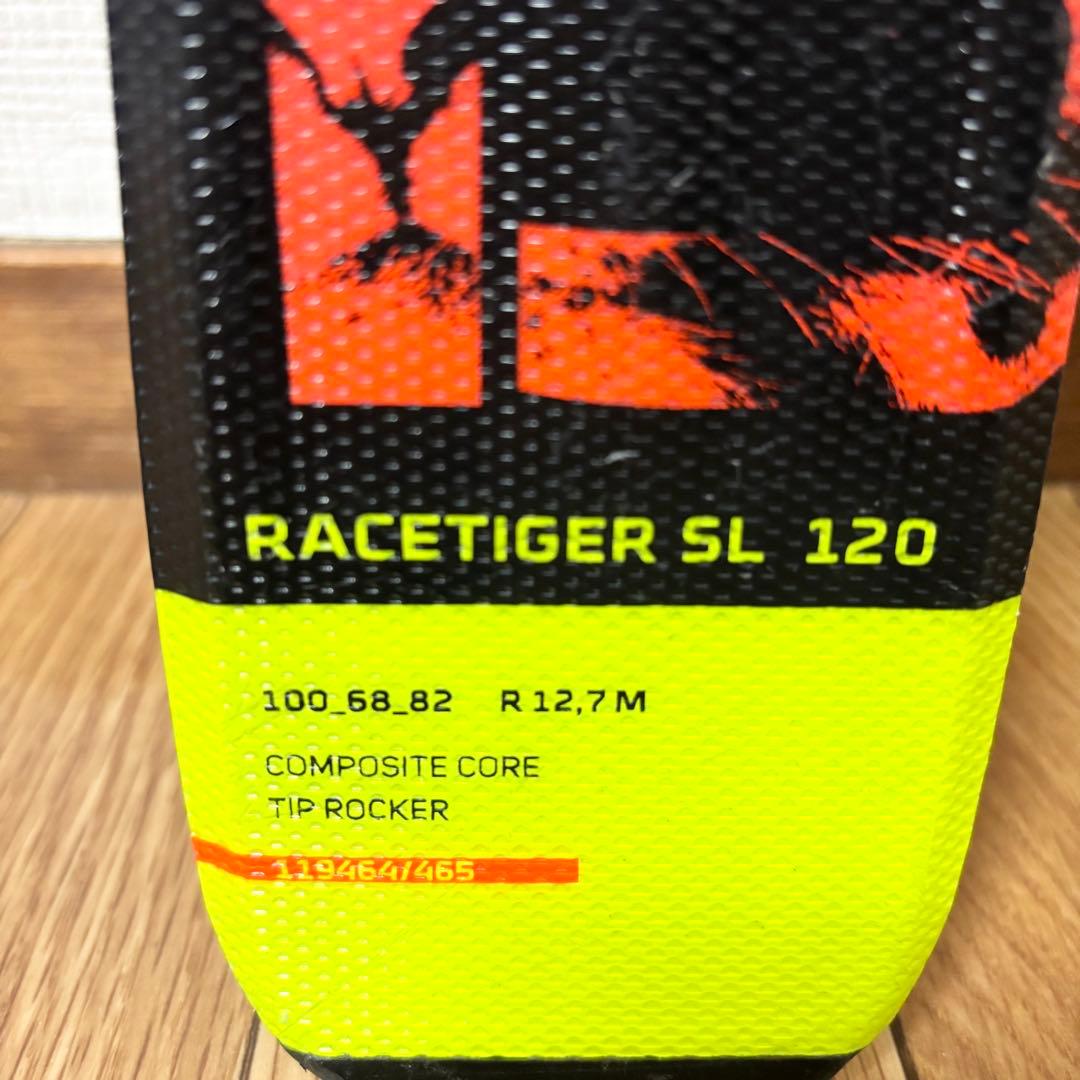 RACETIGER SL 120
100_68_82 R 12,7 M
COMPOSITE CORE
TIP ROCKER
119464/465